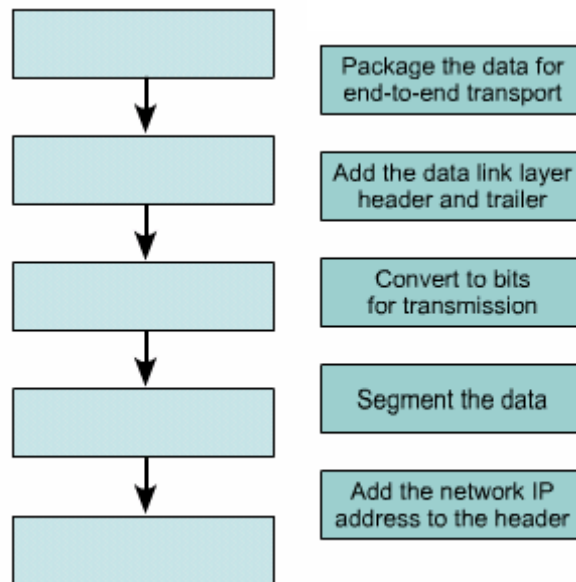 Package the data for
end-to-end transport
Add the data link layer
header and trailer
Convert to bits
for transmission
Segment the data
Add the network IP
address to the header